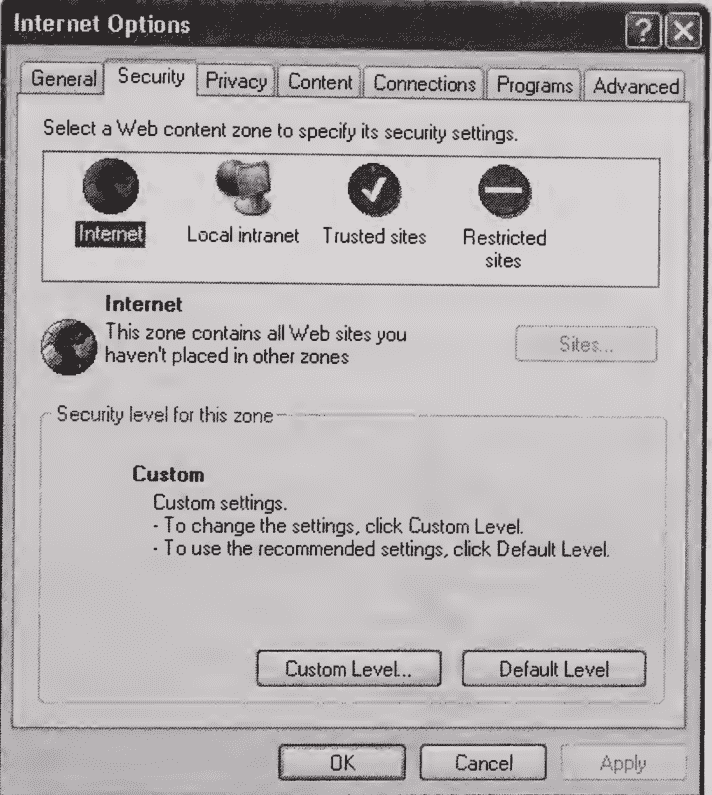 Internet Options
General Security Privacy Content Connections Programs Advanced
Select a Web content zone to specify its security settings.
Internet Local intranet Trusted sites Restricted
sites
Internet
This zone contains all Web sites you
haven't placed in other zones
Sites...
Security level for this zone
Custom
Custom settings.
- To change the settings, click Custom Level.
- To use the recommended settings, click Default Level.
Custom Level... Default Level
OK Cancel Apply